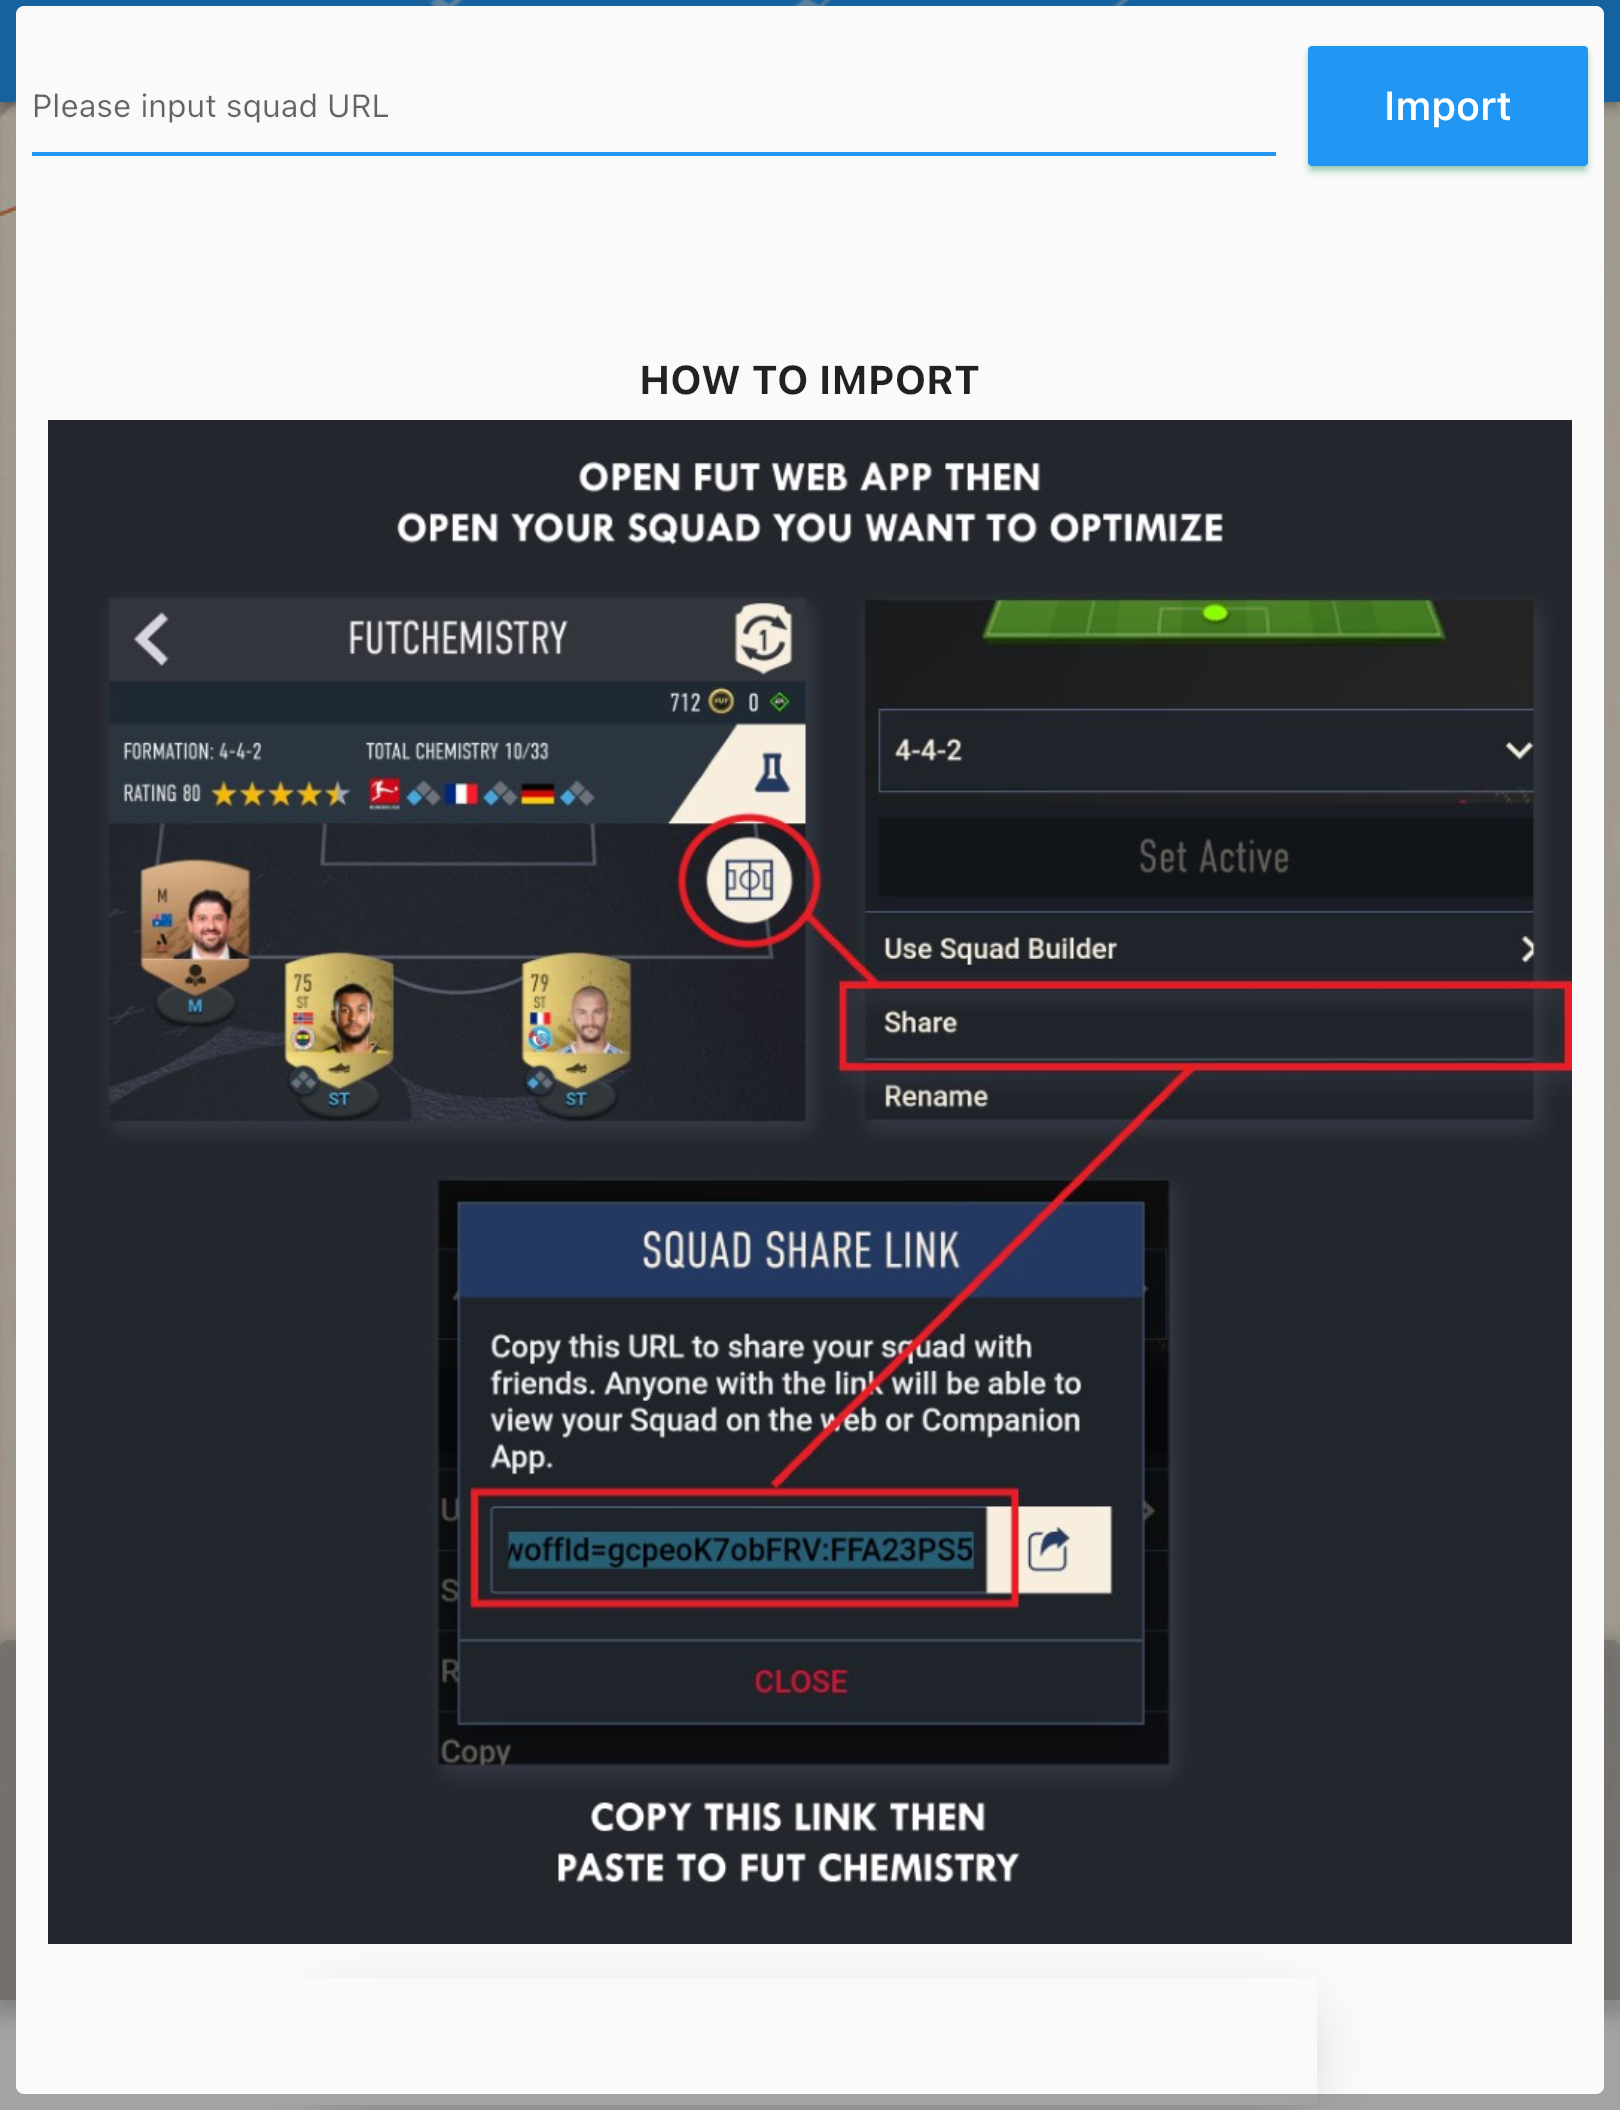 Please input squad URL
Import
HOW TO IMPORT
OPEN FUT WEB APP THEN
OPEN YOUR SQUAD YOU WANT TO OPTIMIZE
FUTCHEMISTRY
1
712 0
FORMATION: 4-4-2
TOTAL CHEMISTRY 10/33
RATING 80
M
M
75
ST
ST
79
ST
ST
4-4-2
Set Active
Use Squad Builder
Share
Rename
SQUAD SHARE LINK
Copy this URL to share your squad with
friends. Anyone with the link will be able to
view your Squad on the web or Companion
App.
woffId=gcpeoK7obFRV:FFA23PS5
U
S
R
CLOSE
Copy
COPY THIS LINK THEN
PASTE TO FUT CHEMISTRY